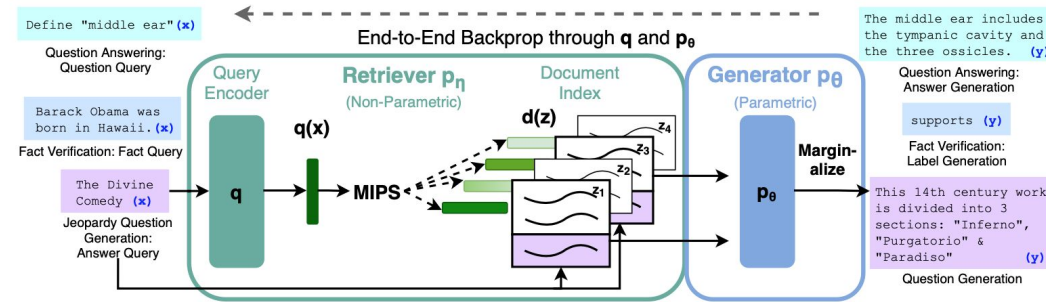 Define "middle ear"(x)
Question Answering:
Question Query
Barack Obama was
born in Hawaii.(x)
Fact Verification: Fact Query
The Divine
Comedy (x)
Jeopardy Question
Generation:
Answer Query
End-to-End Backprop through q and pθ
Query
Encoder
q
Retriever pη
(Non-Parametric)
q(x)
MIPS
Document
Index
d(z)
z4
z3
z2
z1
Generator pθ
(Parametric)
pθ
Margin-
alize
The middle ear includes
the tympanic cavity and
the three ossicles. (y)
Question Answering:
Answer Generation
supports (y)
Fact Verification:
Label Generation
This 14th century work
is divided into 3
sections: "Inferno",
"Purgatorio" &
"Paradiso" (y)
Question Generation